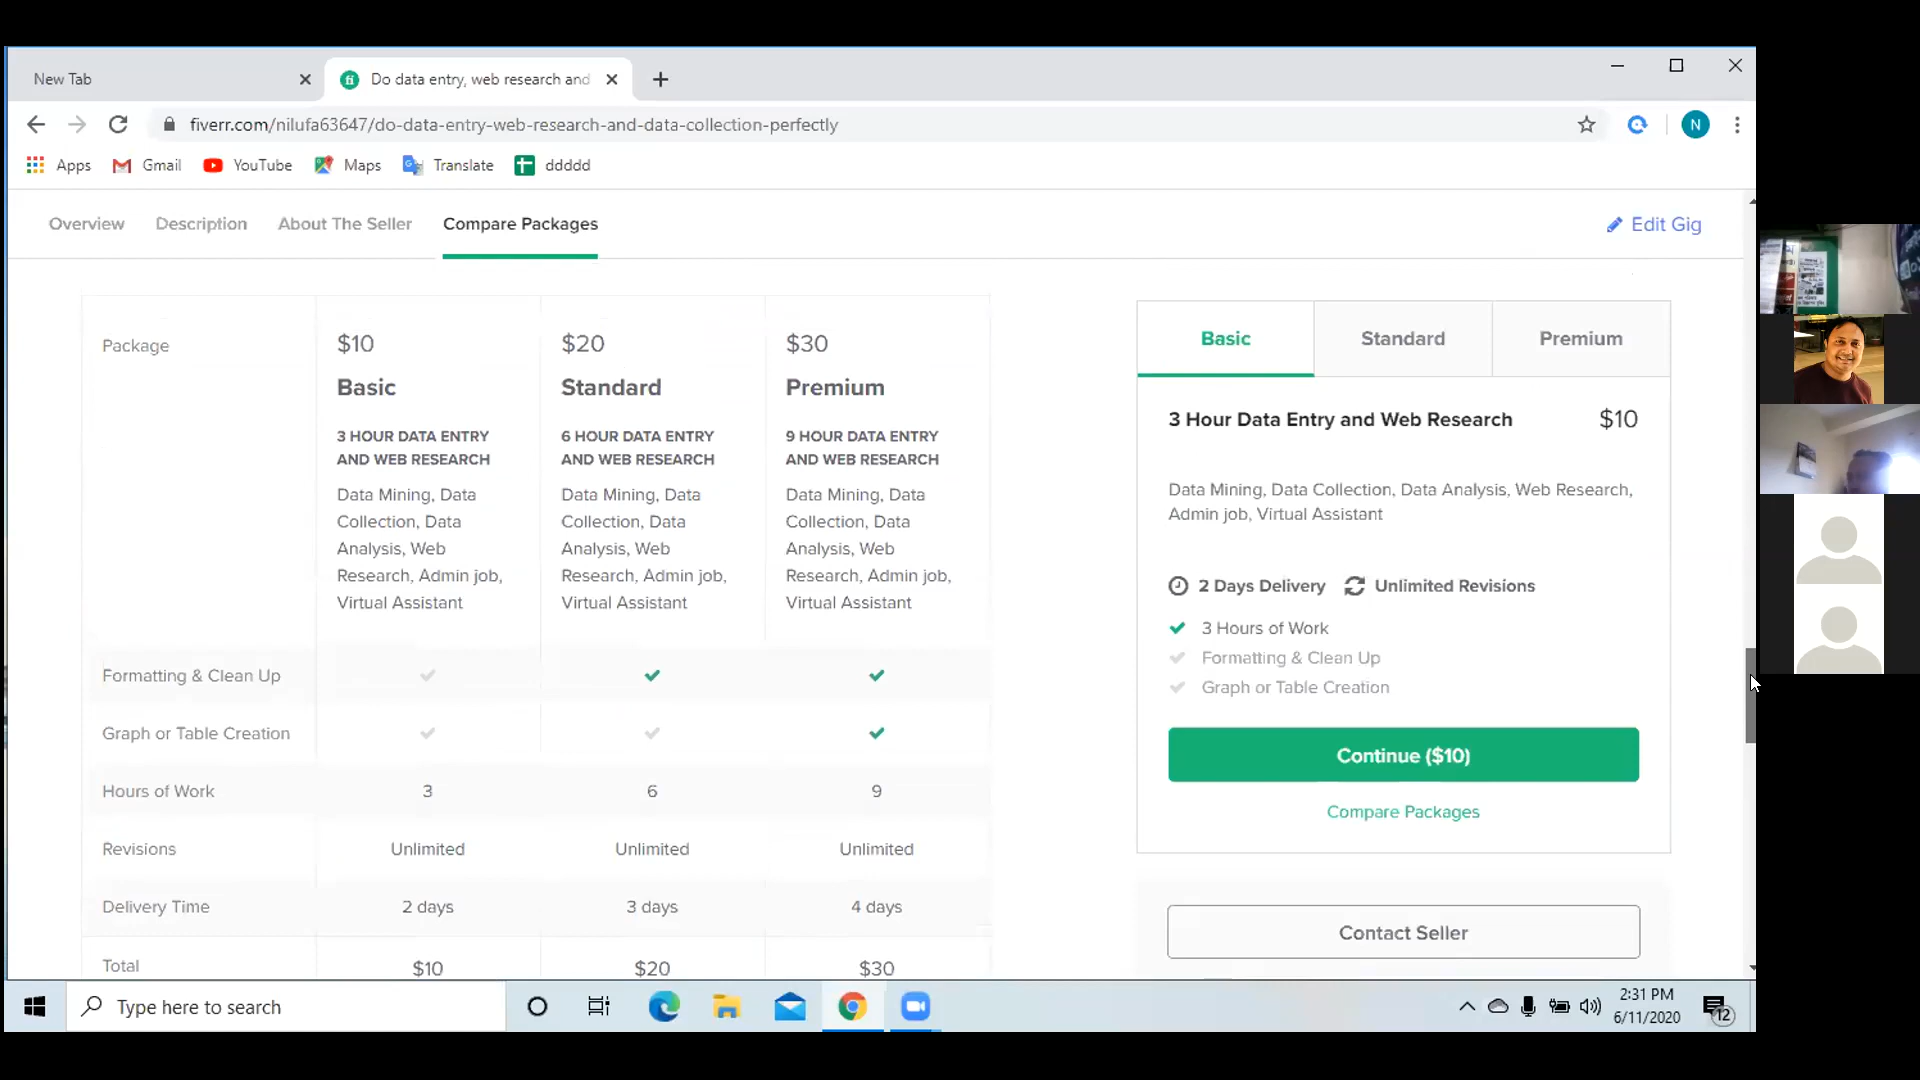 New Tab
Do data entry, web research and
fiverr.com/nilufa63647/do-data-entry-web-research-and-data-collection-perfectly
N
Apps
Gmail
YouTube
Maps
Translate
ddddd
Overview
Description
About The Seller
Compare Packages
Edit Gig
Package
$10
Basic
3 HOUR DATA ENTRY
AND WEB RESEARCH
Data Mining, Data
Collection, Data
Analysis, Web
Research, Admin job,
Virtual Assistant
$20
Standard
6 HOUR DATA ENTRY
AND WEB RESEARCH
Data Mining, Data
Collection, Data
Analysis, Web
Research, Admin job,
Virtual Assistant
$30
Premium
9 HOUR DATA ENTRY
AND WEB RESEARCH
Data Mining, Data
Collection, Data
Analysis, Web
Research, Admin job,
Virtual Assistant
Formatting & Clean Up
Graph or Table Creation
Hours of Work 3 6 9
Revisions Unlimited Unlimited Unlimited
Delivery Time 2 days 3 days 4 days
Total $10 $20 $30
Basic
Standard
Premium
3 Hour Data Entry and Web Research $10
Data Mining, Data Collection, Data Analysis, Web Research,
Admin job, Virtual Assistant
2 Days Delivery
Unlimited Revisions
3 Hours of Work
Formatting & Clean Up
Graph or Table Creation
Continue ($10)
Compare Packages
Contact Seller
Type here to search
2:31 PM
6/11/2020
12